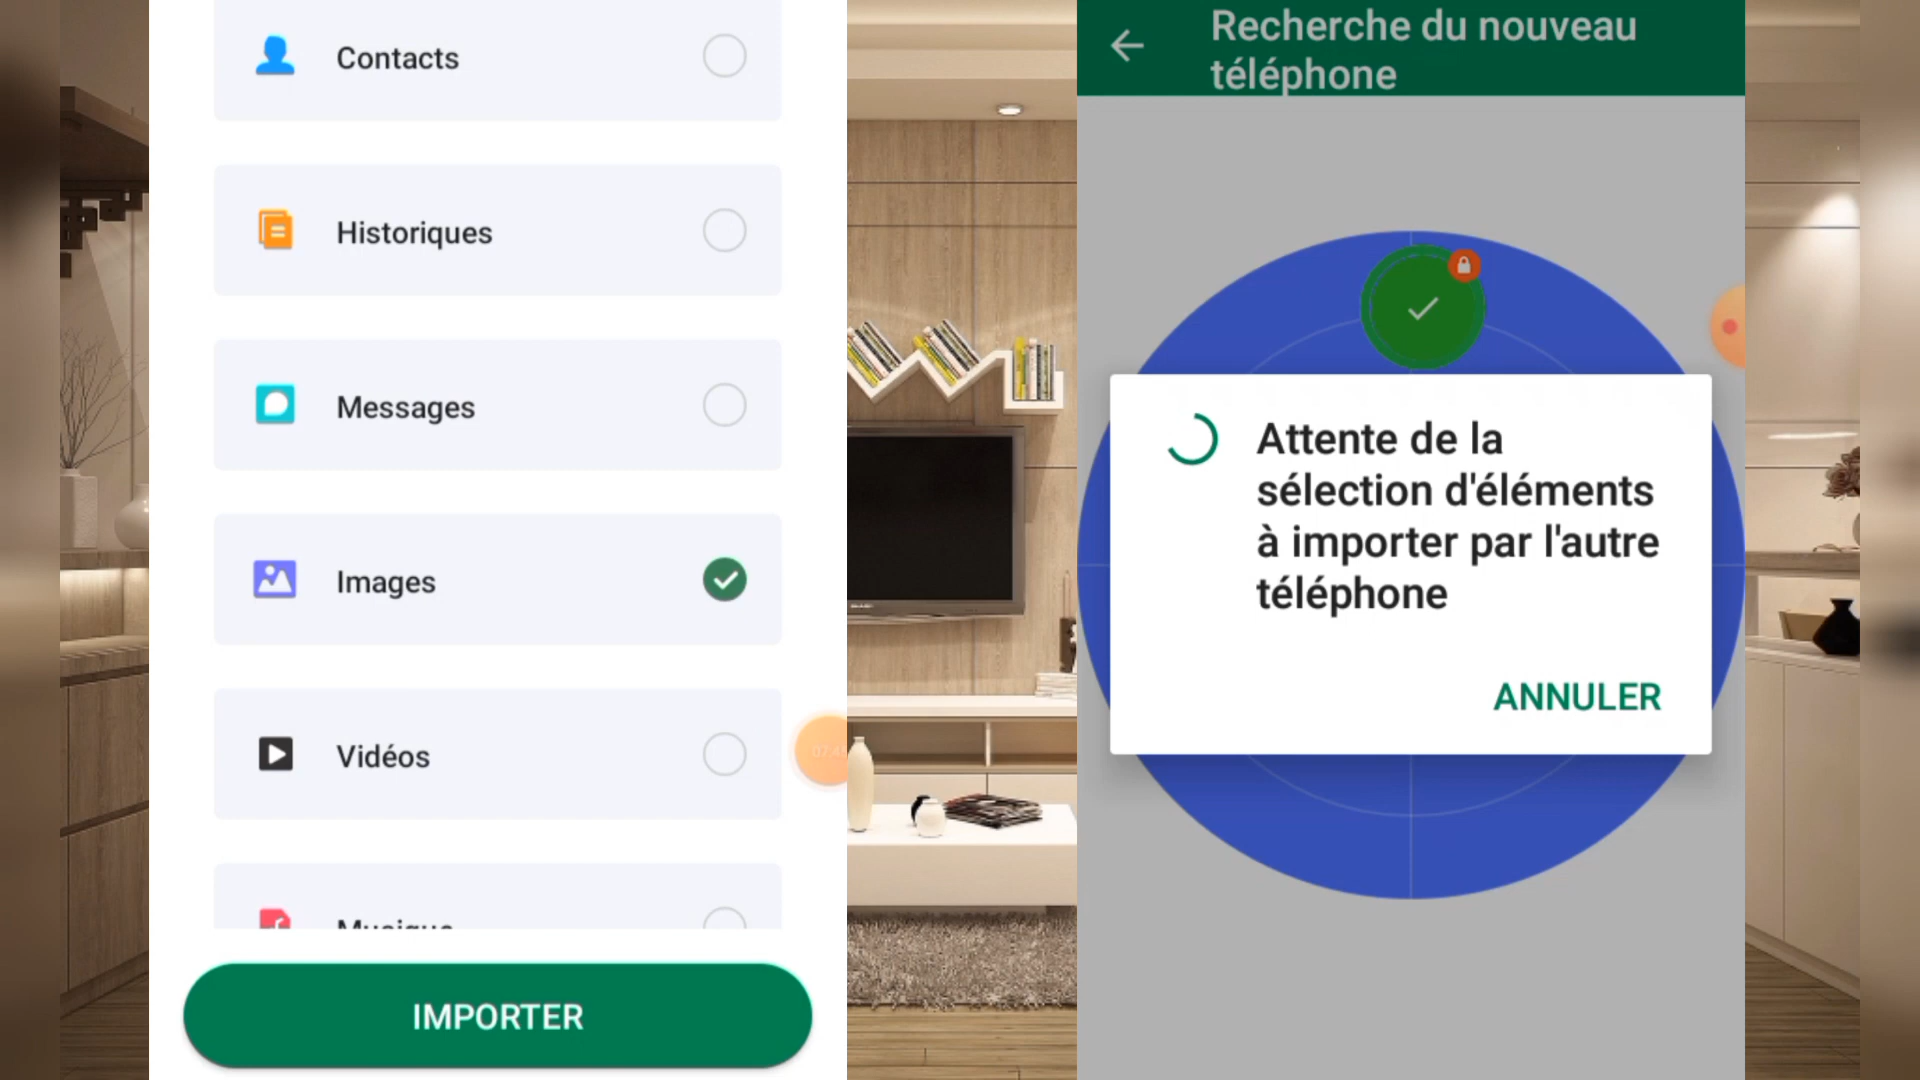 Contacts
Historiques
Messages
Images
Vidéos
Musique
IMPORTER
Recherche du nouveau
téléphone
Attente de la
sélection d'éléments
à importer par l'autre
téléphone
ANNULER